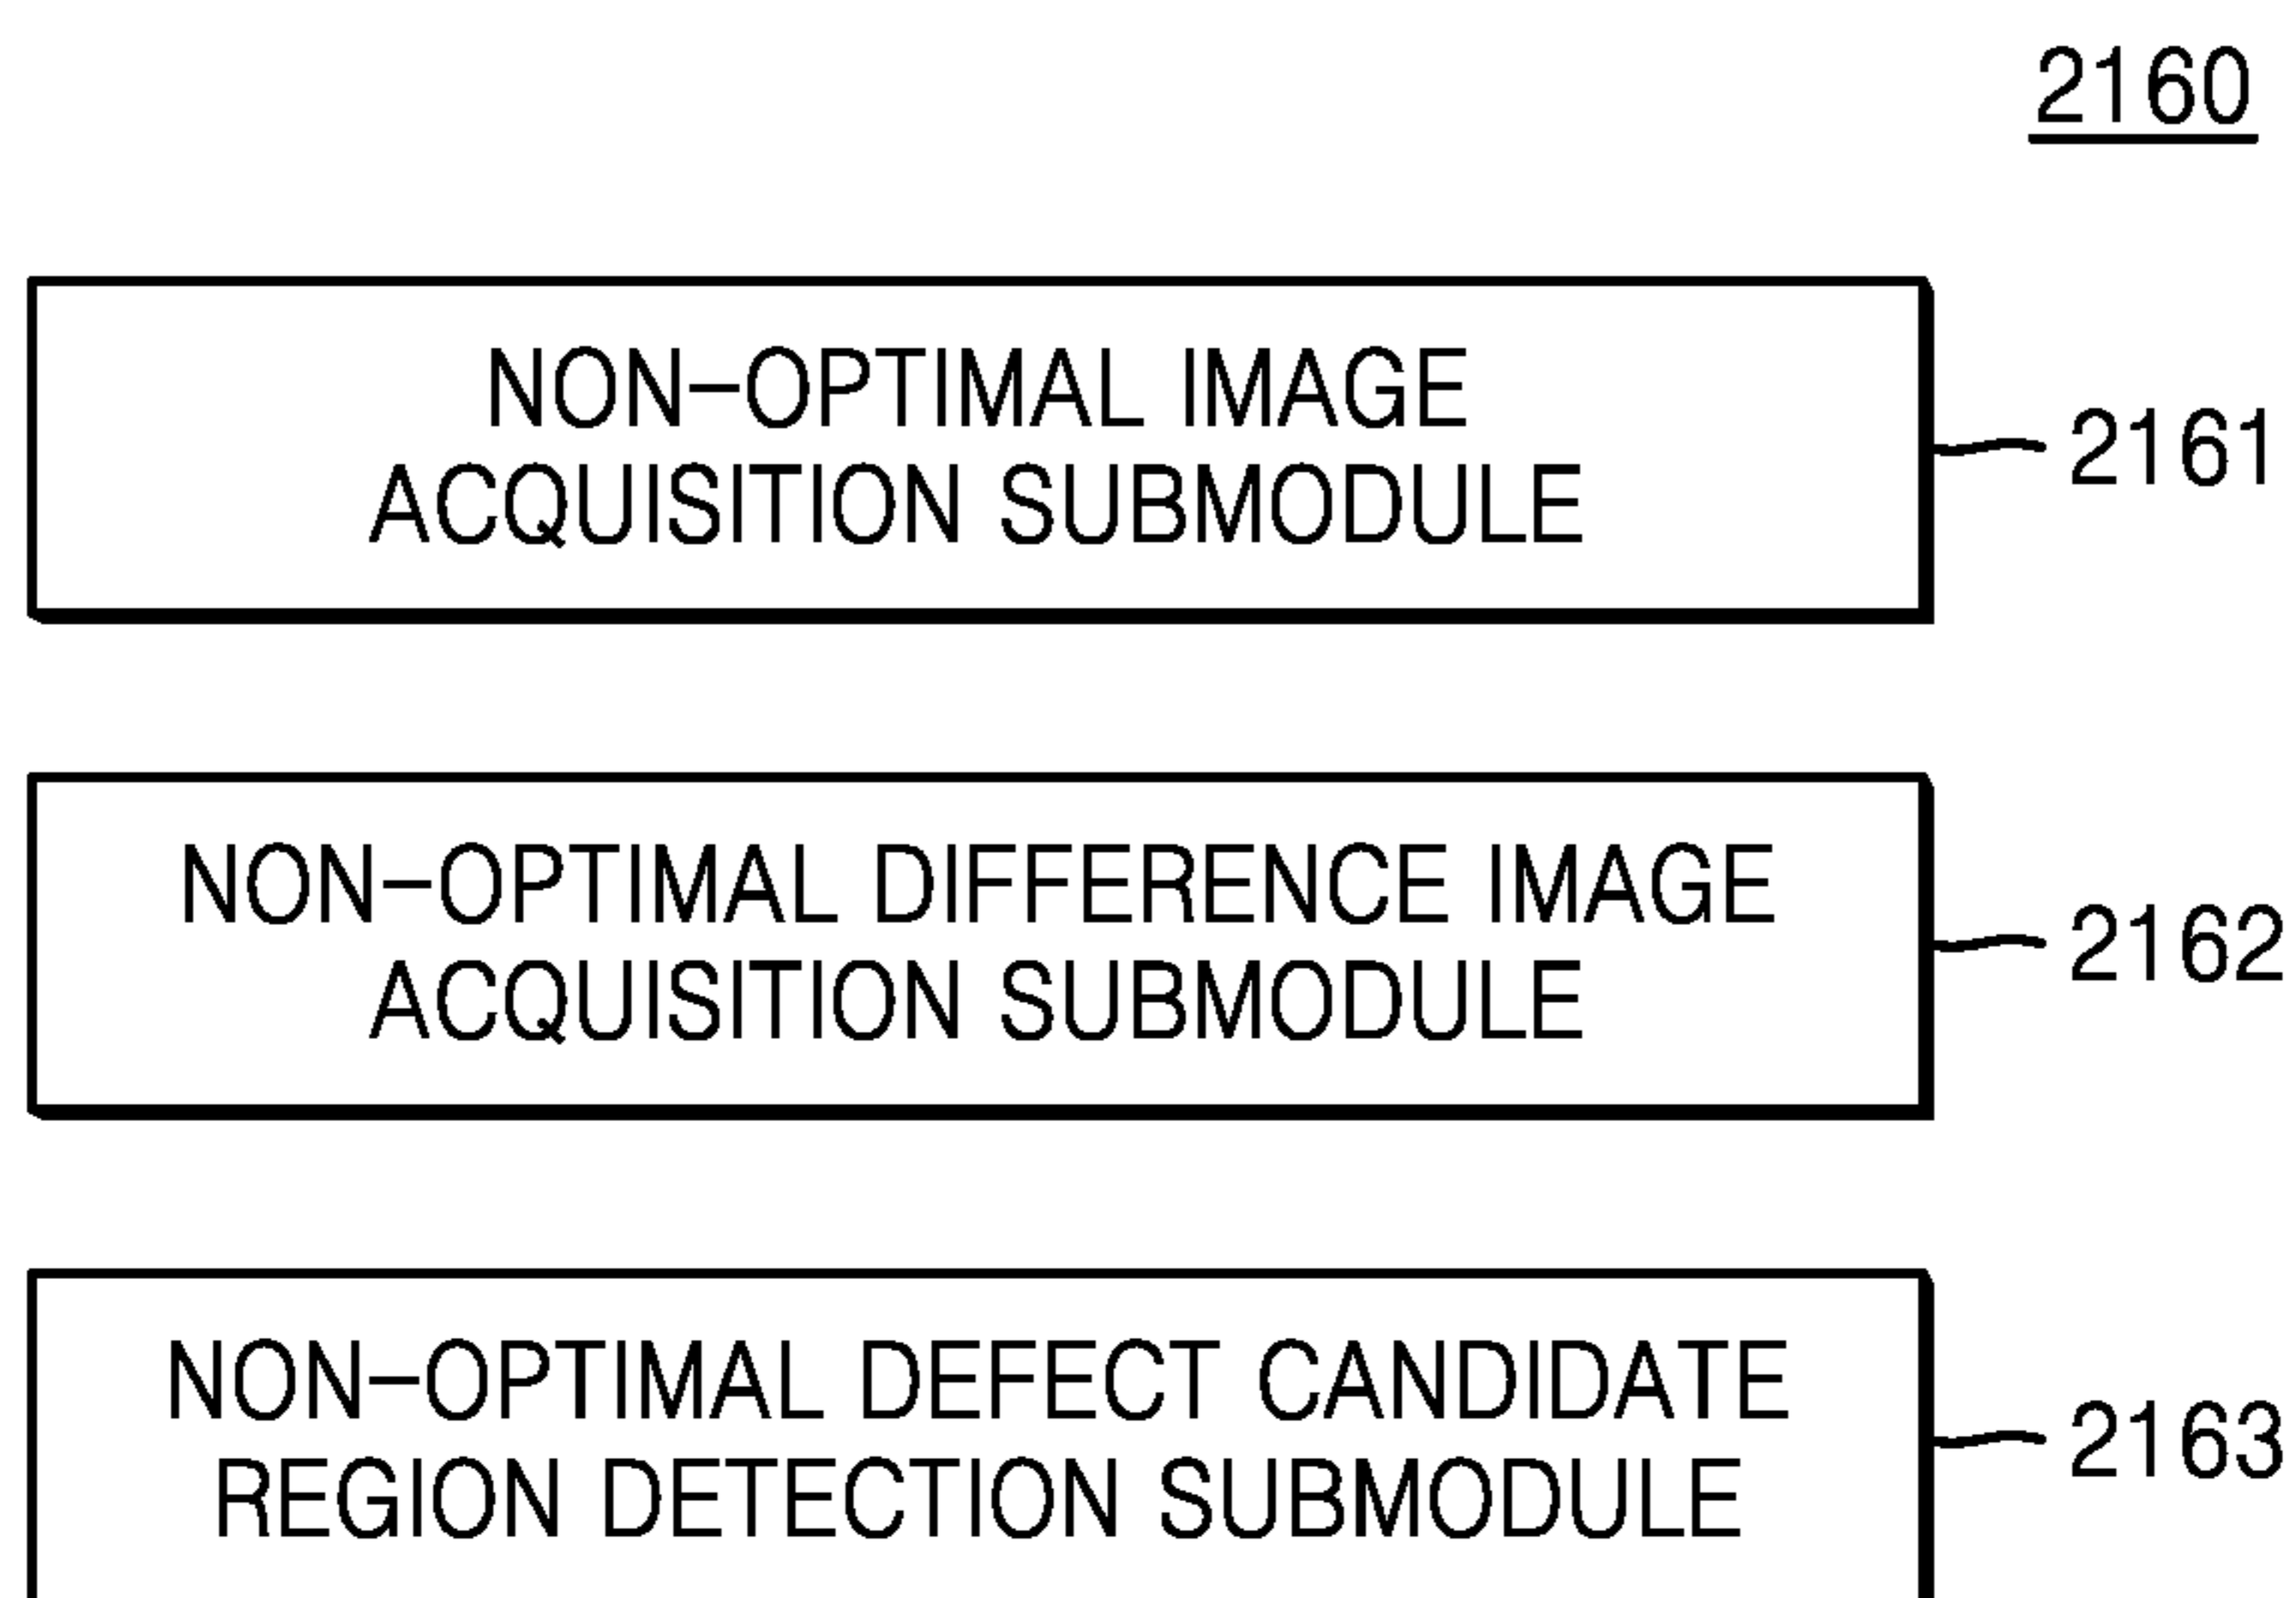 2160
NON-OPTIMAL IMAGE
ACQUISITION SUBMODULE
2161
NON-OPTIMAL DIFFERENCE IMAGE
ACQUISITION SUBMODULE
2162
NON-OPTIMAL DEFECT CANDIDATE
REGION DETECTION SUBMODULE
2163